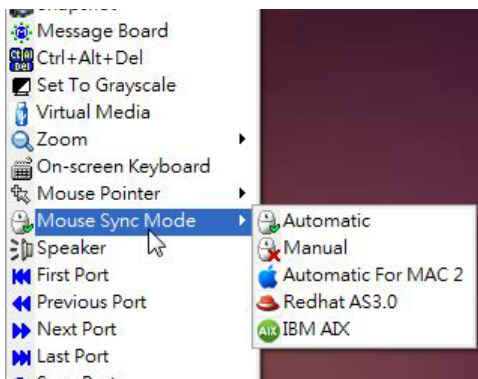 Snapshot
Message Board
Ctrl+Alt+Del
Set To Grayscale
Virtual Media
Zoom
On-screen Keyboard
Mouse Pointer
Mouse Sync Mode
Automatic
Manual
Automatic For MAC 2
Redhat AS3.0
AIX IBM AIX
Speaker
First Port
Previous Port
Next Port
Last Port